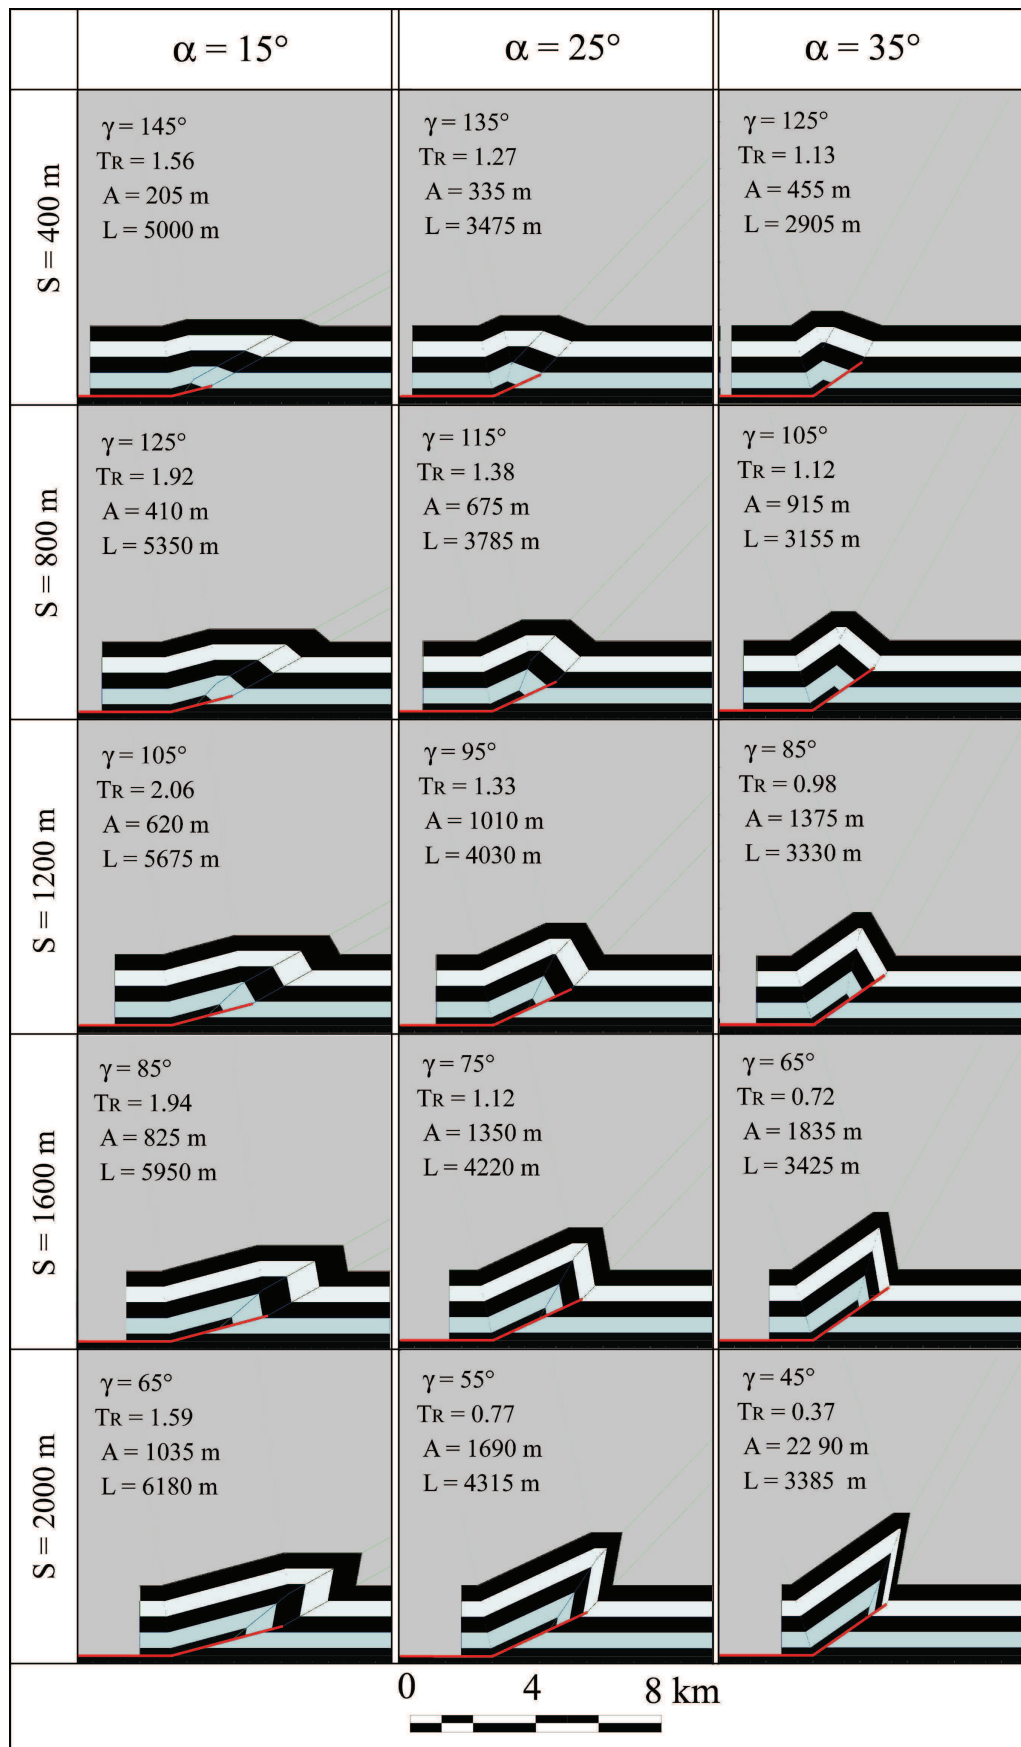 α = 15°
α = 25°
α = 35°
S = 400 m
γ = 145°
TR = 1.56
A = 205 m
L = 5000 m
γ = 135°
TR = 1.27
A = 335 m
L = 3475 m
γ = 125°
TR = 1.13
A = 455 m
L = 2905 m
S = 800 m
γ = 125°
TR = 1.92
A = 410 m
L = 5350 m
γ = 115°
TR = 1.38
A = 675 m
L = 3785 m
γ = 105°
TR = 1.12
A = 915 m
L = 3155 m
S = 1200 m
γ = 105°
TR = 2.06
A = 620 m
L = 5675 m
γ = 95°
TR = 1.33
A = 1010 m
L = 4030 m
γ = 85°
TR = 0.98
A = 1375 m
L = 3330 m
S = 1600 m
γ = 85°
TR = 1.94
A = 825 m
L = 5950 m
γ = 75°
TR = 1.12
A = 1350 m
L = 4220 m
γ = 65°
TR = 0.72
A = 1835 m
L = 3425 m
S = 2000 m
γ = 65°
TR = 1.59
A = 1035 m
L = 6180 m
γ = 55°
TR = 0.77
A = 1690 m
L = 4315 m
γ = 45°
TR = 0.37
A = 22 90 m
L = 3385 m
0 4 8 km